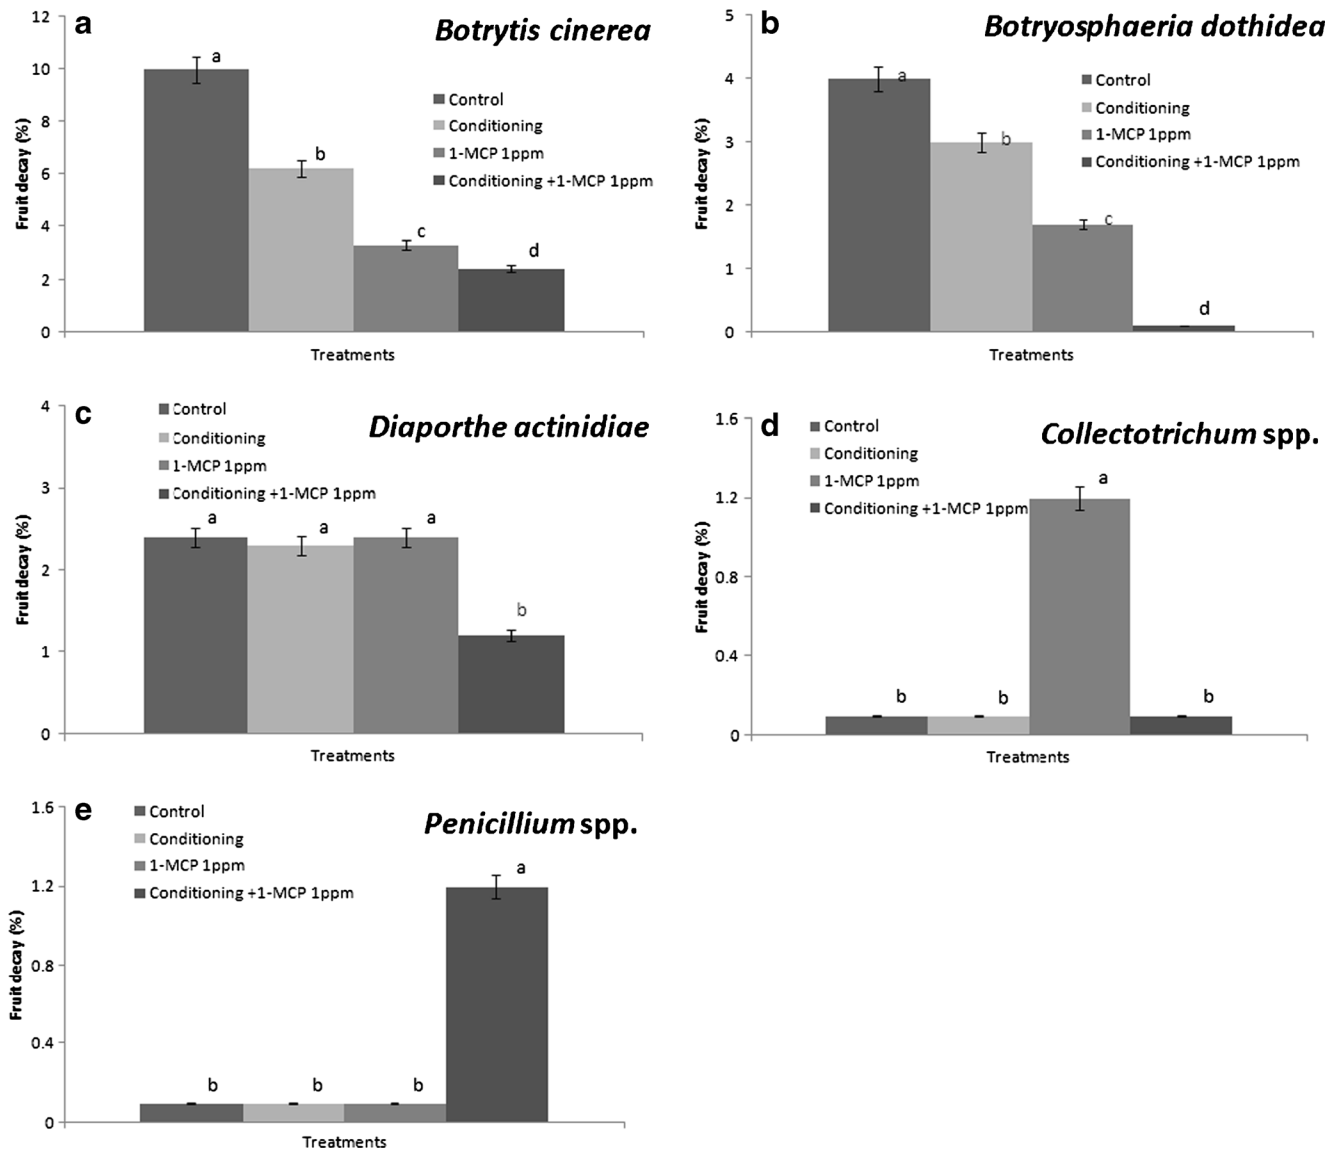 a
Botrytis cinerea
12
10
8
6
4
2
0
Fruit decay (%)
a
b
c
d
Control
Conditioning
1-MCP 1ppm
Conditioning +1-MCP 1ppm
Treatments
b
Botryosphaeria dothidea
5
4
3
2
1
0
Fruit decay (%)
a
b
c
d
Control
Conditioning
1-MCP 1ppm
Conditioning +1-MCP 1ppm
Treatments
c
Diaporthe actinidiae
4
3
2
1
0
Fruit decay (%)
Control
Conditioning
1-MCP 1ppm
Conditioning +1-MCP 1ppm
a
a
a
b
Treatments
d
Collectotrichum spp.
1.6
1.2
0.8
0.4
0
Fruit decay (%)
Control
Conditioning
1-MCP 1ppm
Conditioning +1-MCP 1ppm
b
b
a
b
Treatments
e
Penicillium spp.
1.6
1.2
0.8
0.4
0
Fruit decay (%)
Control
Conditioning
1-MCP 1ppm
Conditioning +1-MCP 1ppm
b
b
b
a
Treatments